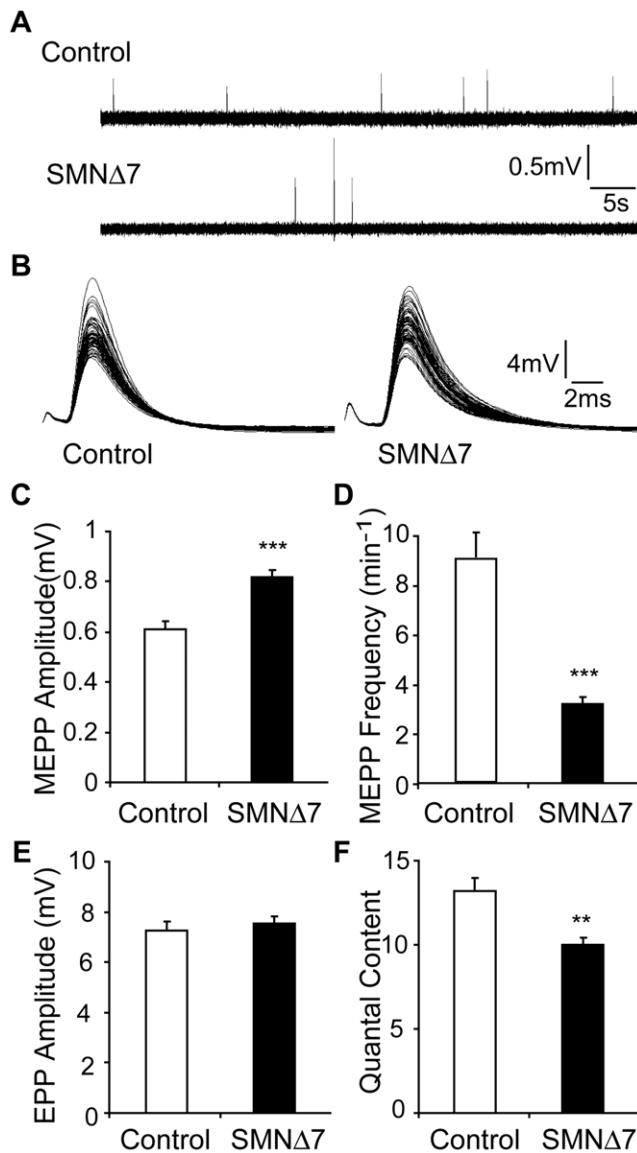 A
Control
SMNΔ7
0.5mV
5s
B
4mV
2ms
Control
SMNΔ7
C
MEPP Amplitude(mV)
1
0.8
0.6
0.4
0.2
0
***
Control
SMNΔ7
D
MEPP Frequency (min⁻¹)
10
8
6
4
2
0
***
Control
SMNΔ7
E
EPP Amplitude (mV)
10
8
6
4
2
0
Control
SMNΔ7
F
Quantal Content
15
10
5
0
**
Control
SMNΔ7